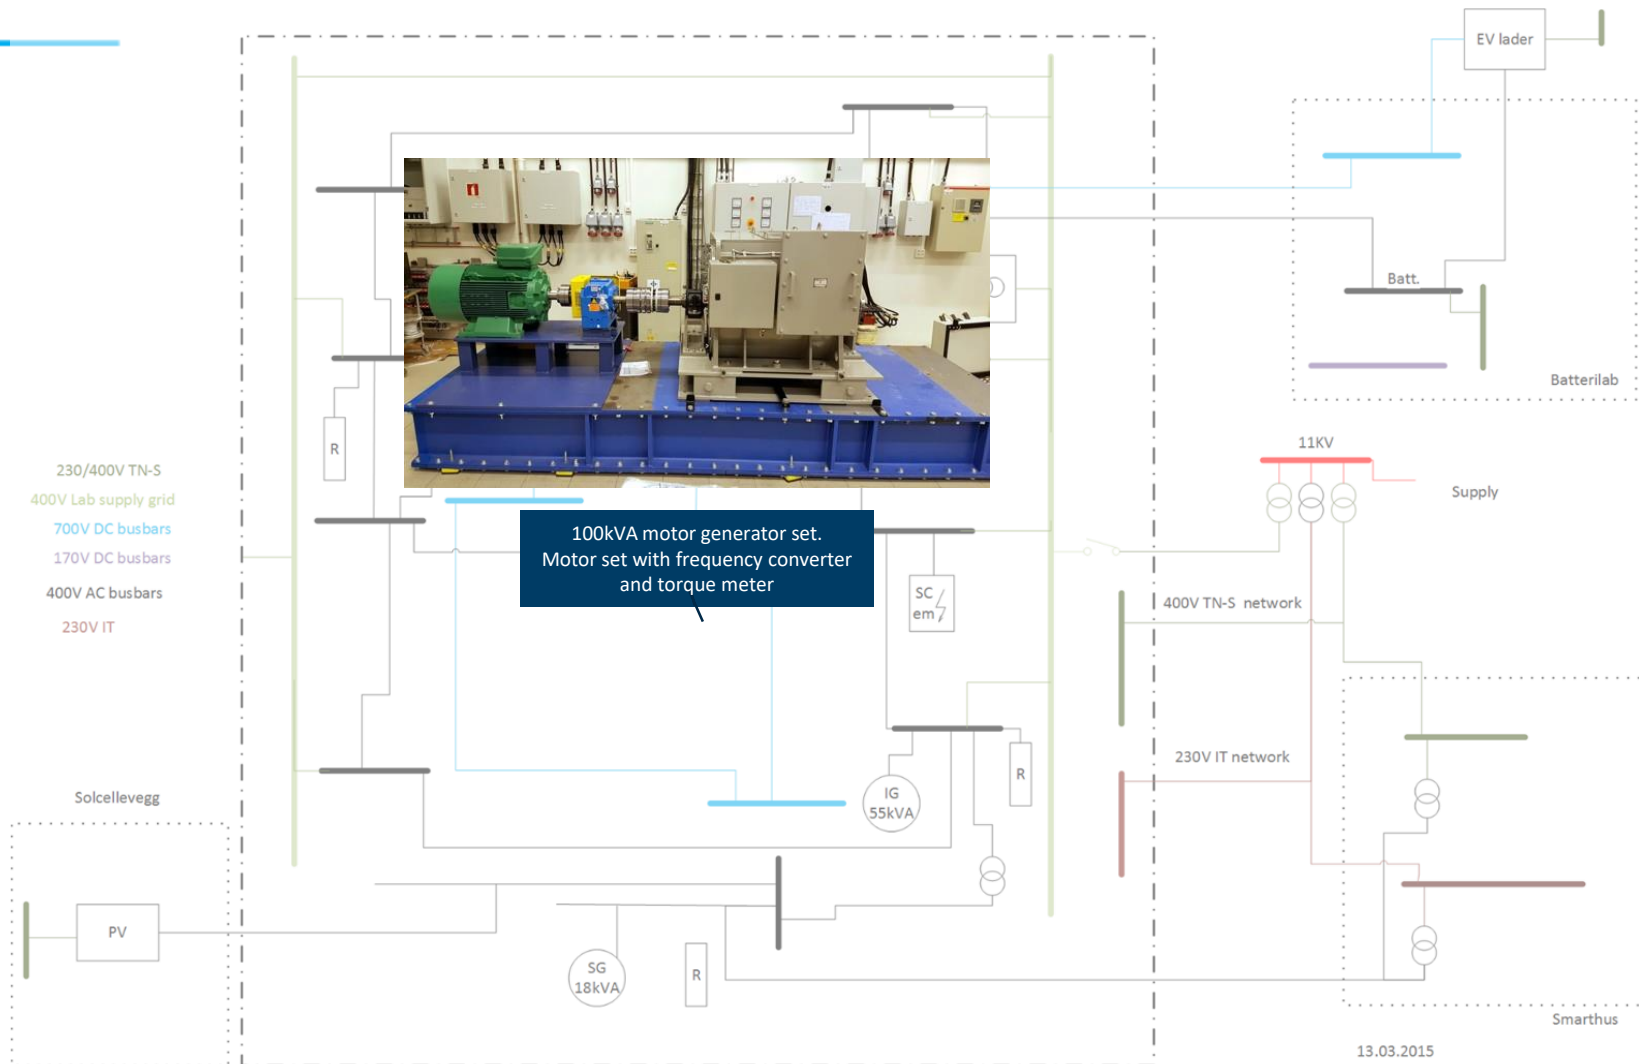 EV lader
Batt.
Batterilab
R
11KV
Supply
230/400V TN-S
400V Lab supply grid
700V DC busbars
170V DC busbars
400V AC busbars
230V IT
100kVA motor generator set.
Motor set with frequency converter
and torque meter
SC
em
400V TN-S network
230V IT network
Solcellevegg
IG
55kVA
R
PV
SG
18kVA
R
Smarthus
13.03.2015